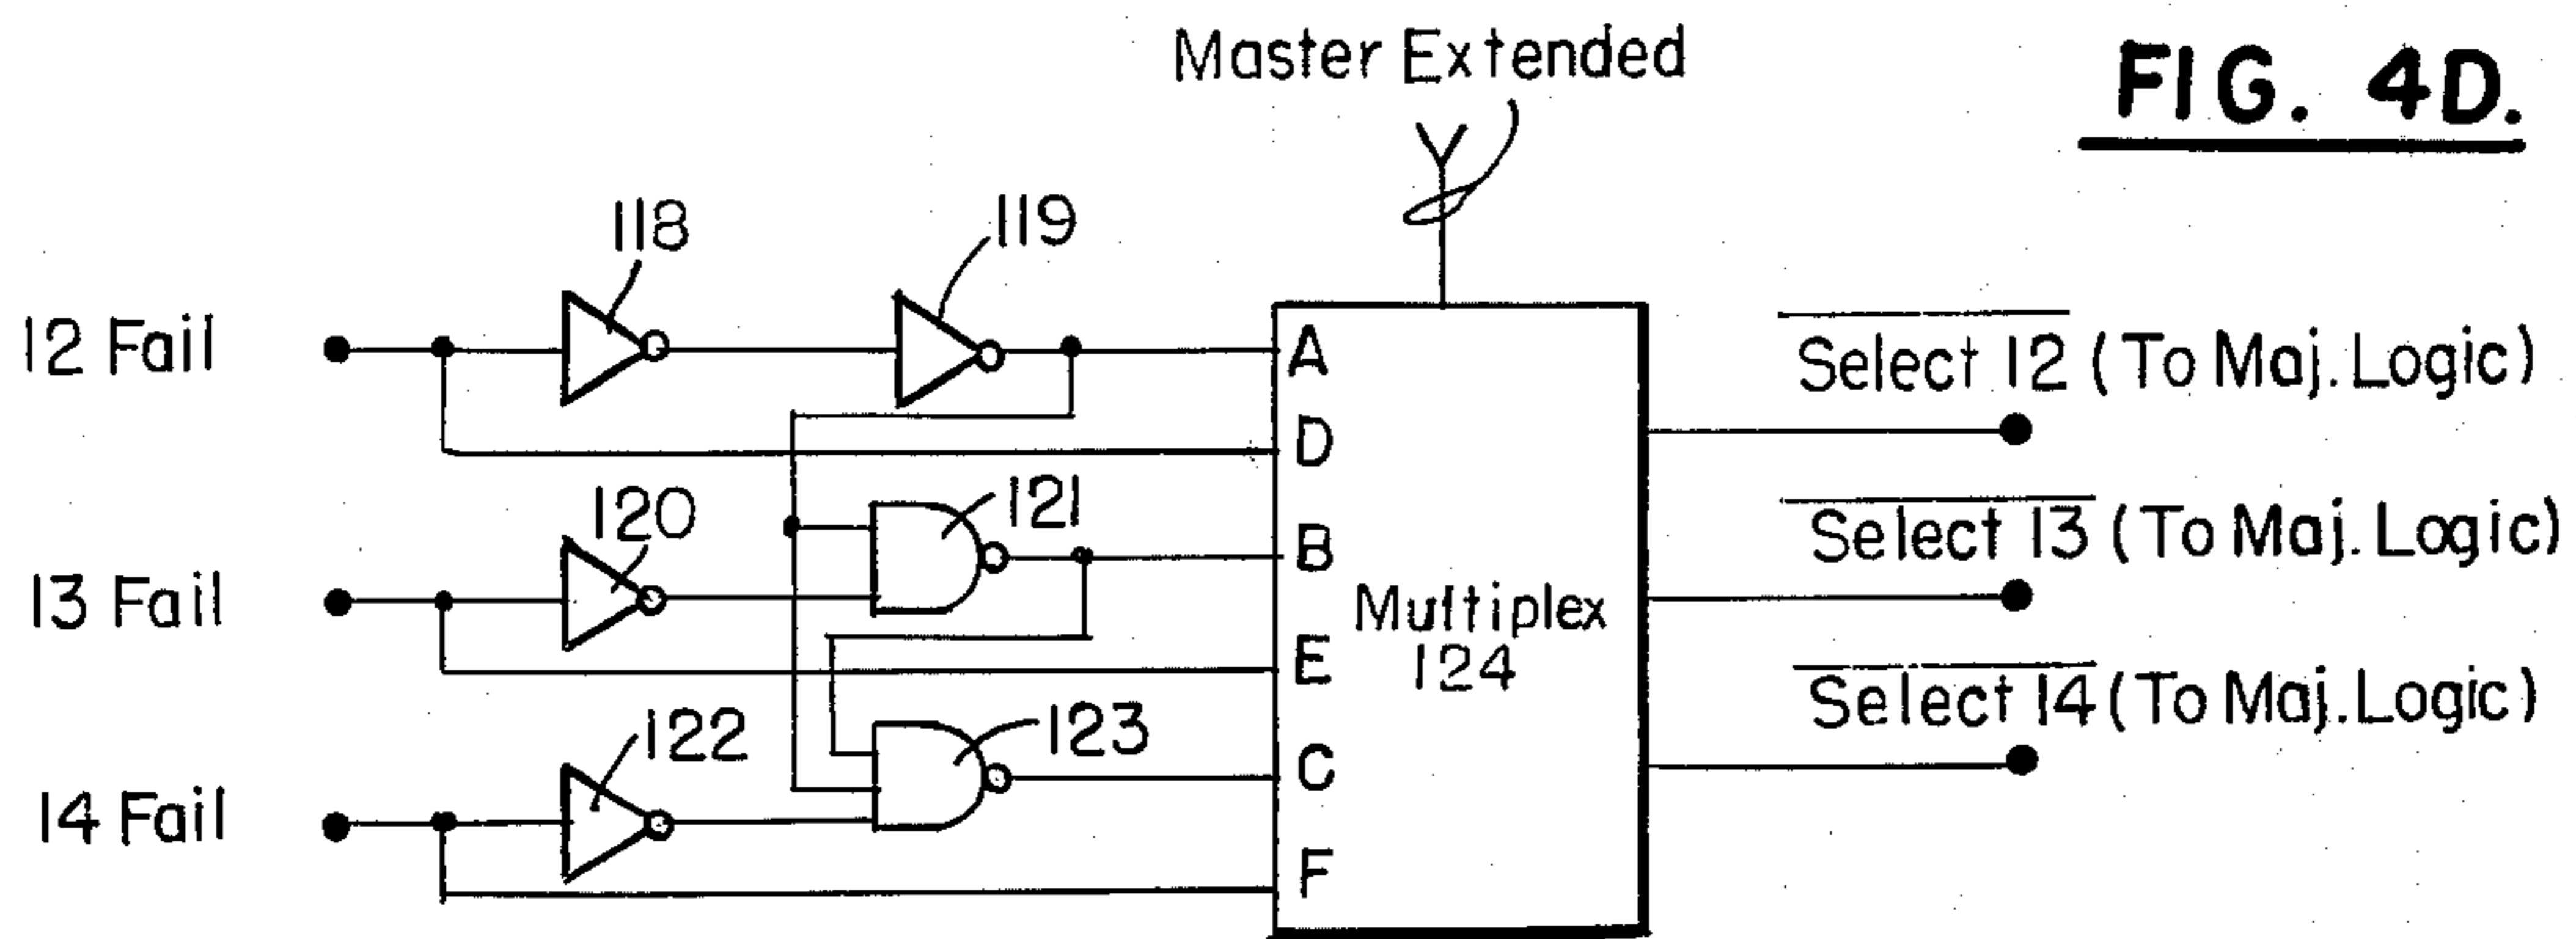 Master Extended
FIG. 4D.
118
119
12 Fail
A
Select 12 (To Maj. Logic)
D
120
121
13 Fail
B
Select 13 (To Maj. Logic)
Multiplex
124
E
122
123
14 Fail
C
Select 14 (To Maj. Logic)
F